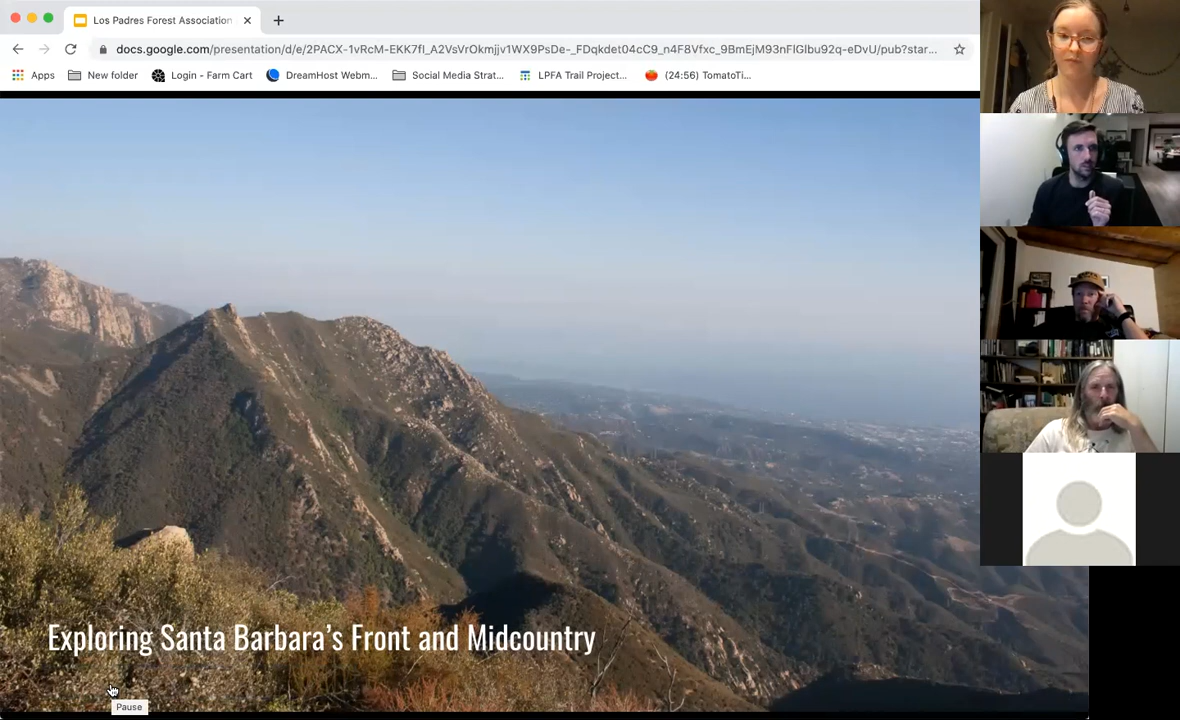 Los Padres Forest Association
docs.google.com/presentation/d/e/2PACX-1vRcM-EKK7fI_A2VsVrOkmjjv1WX9PsDe-_FDqkdet04cC9_n4F8Vfxc_9BmEjM93nFIGlbu92q-eDvU/pub?star...
Apps New folder Login - Farm Cart DreamHost Webm... Social Media Strat... LPFA Trail Project... (24:56) TomatoTi...
Exploring Santa Barbara's Front and Midcountry
Pause